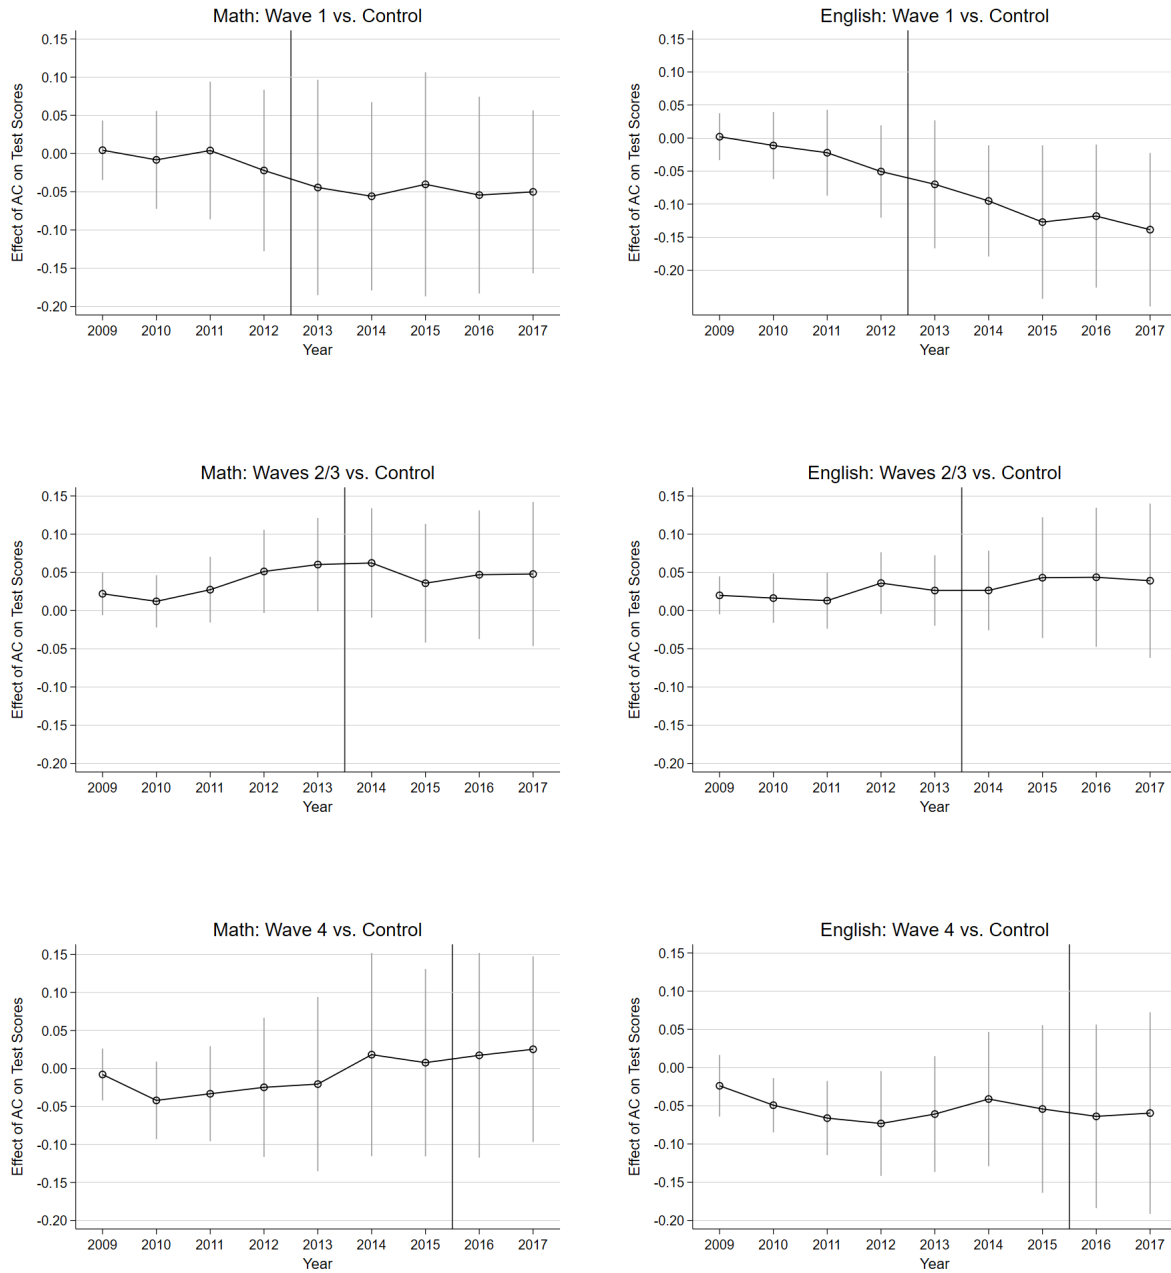 Math: Wave 1 vs. Control
Effect of AC on Test Scores
0.15
0.10
0.05
0.00
-0.05
-0.10
-0.15
-0.20
2009 2010 2011 2012 2013 2014 2015 2016 2017
Year
English: Wave 1 vs. Control
Effect of AC on Test Scores
0.15
0.10
0.05
0.00
-0.05
-0.10
-0.15
-0.20
2009 2010 2011 2012 2013 2014 2015 2016 2017
Year
Math: Waves 2/3 vs. Control
Effect of AC on Test Scores
0.15
0.10
0.05
0.00
-0.05
-0.10
-0.15
-0.20
2009 2010 2011 2012 2013 2014 2015 2016 2017
Year
English: Waves 2/3 vs. Control
Effect of AC on Test Scores
0.15
0.10
0.05
0.00
-0.05
-0.10
-0.15
-0.20
2009 2010 2011 2012 2013 2014 2015 2016 2017
Year
Math: Wave 4 vs. Control
Effect of AC on Test Scores
0.15
0.10
0.05
0.00
-0.05
-0.10
-0.15
-0.20
2009 2010 2011 2012 2013 2014 2015 2016 2017
Year
English: Wave 4 vs. Control
Effect of AC on Test Scores
0.15
0.10
0.05
0.00
-0.05
-0.10
-0.15
-0.20
2009 2010 2011 2012 2013 2014 2015 2016 2017
Year